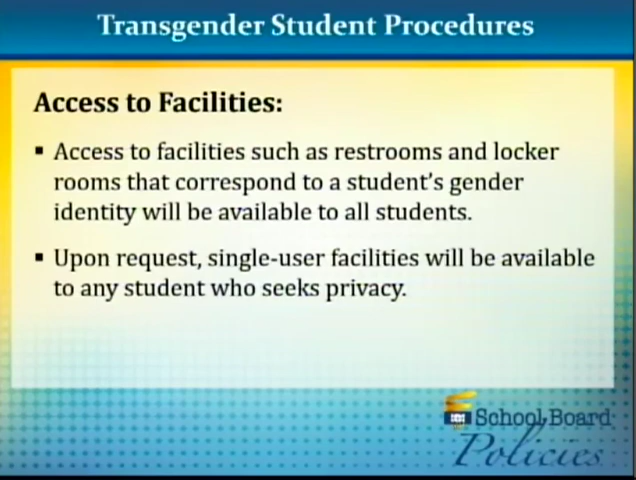 Transgender Student Procedures
Access to Facilities:
▪ Access to facilities such as restrooms and locker
rooms that correspond to a student's gender
identity will be available to all students.
▪ Upon request, single-user facilities will be available
to any student who seeks privacy.
School Board
Policies